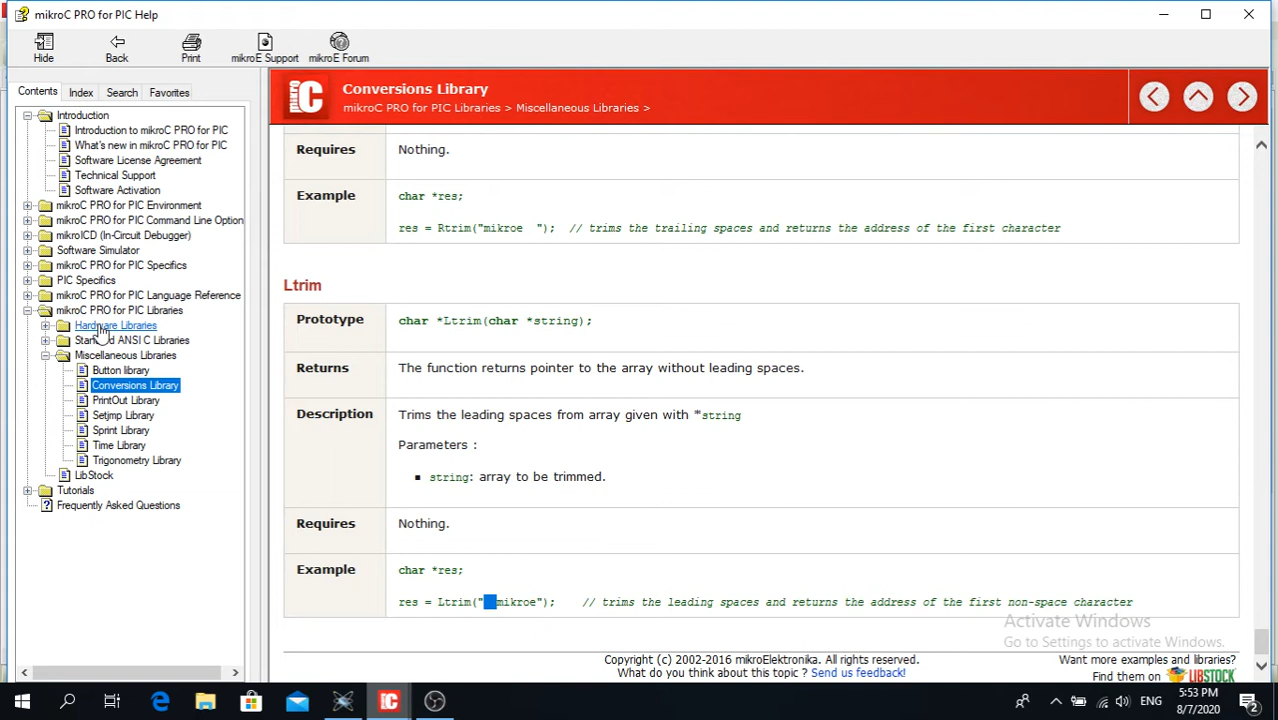 mikroC PRO for PIC Help
Hide
Back
Print
mikroE Support
mikroE Forum
Contents
Index
Search
Favorites
Introduction
Introduction to mikroC PRO for PIC
What's new in mikroC PRO for PIC
Software License Agreement
Technical Support
Software Activation
mikroC PRO for PIC Environment
mikroC PRO for PIC Command Line Option
mikroICD (In-Circuit Debugger)
Software Simulator
mikroC PRO for PIC Specifics
PIC Specifics
mikroC PRO for PIC Language Reference
mikroC PRO for PIC Libraries
Hardware Libraries
Standard ANSI C Libraries
Miscellaneous Libraries
Button library
Conversions Library
PrintOut Library
Setjmp Library
Sprint Library
Time Library
Trigonometry Library
LibStock
Tutorials
Frequently Asked Questions
MIKRO C
Conversions Library
mikroC PRO for PIC Libraries > Miscellaneous Libraries >
Requires
Nothing.
Example
char *res;
res = Rtrim("mikroe  ");  // trims the trailing spaces and returns the address of the first character
Ltrim
Prototype
char *Ltrim(char *string);
Returns
The function returns pointer to the array without leading spaces.
Description
Trims the leading spaces from array given with *string
Parameters :
string: array to be trimmed.
Requires
Nothing.
Example
char *res;
res = Ltrim("  mikroe");    // trims the leading spaces and returns the address of the first non-space character
Activate Windows
Go to Settings to activate Windows.
Copyright (c) 2002-2016 mikroElektronika. All rights reserved.
What do you think about this topic ? Send us feedback!
Want more examples and libraries?
Find them on LIBSTOCK
ENG
5:53 PM
8/7/2020
2